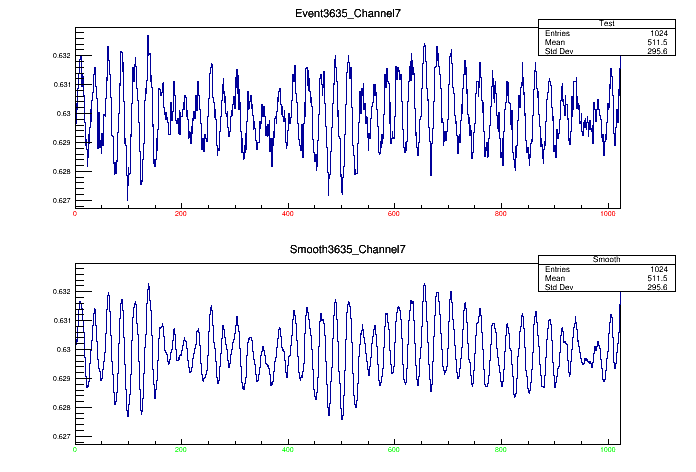 Event3635_Channel7
Test
Entries 1024
Mean 511.5
Std Dev 295.6
0.632
0.631
0.63
0.629
0.628
0.627
0 200 400 600 800 1000
Smooth3635_Channel7
Smooth
Entries 1024
Mean 511.5
Std Dev 295.6
0.632
0.631
0.63
0.629
0.628
0.627
0 200 400 600 800 1000